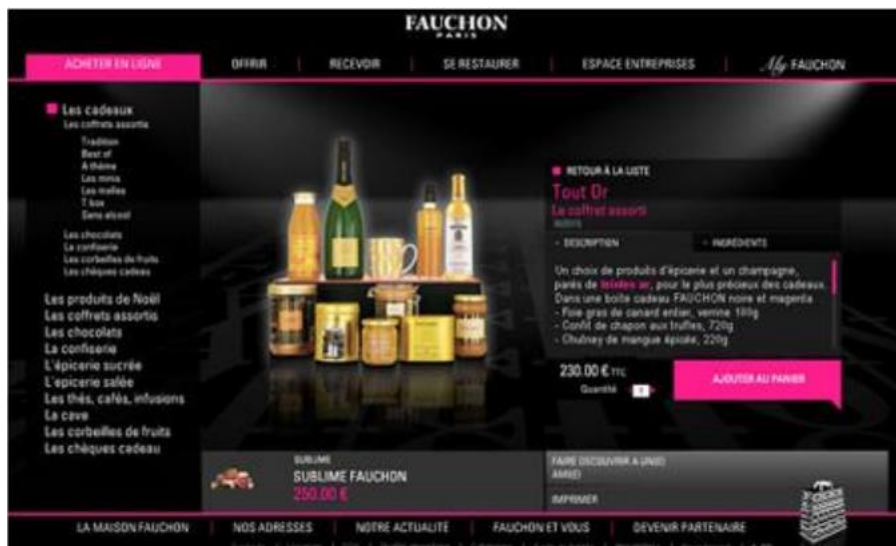 FAUCHON
PARIS
ACHETER EN LIGNE
OFFRIR
RECEVOIR
SE RESTAURER
ESPACE ENTREPRISES
My FAUCHON
Les cadeaux
Les coffrets assortis
Tradition
Best of
A thème
Les minis
Les malles
T box
Sans alcool
Les chocolats
La confiserie
Les corbeilles de fruits
Les chèques cadeau
Les produits de Noël
Les coffrets assortis
Les chocolats
La confiserie
L'épicerie sucrée
L'epicerie salée
Les thés, cafés, infusions
La cave
Les corbeilles de fruits
Les chèques cadeau
RETOUR À LA LISTE
Tout Or
Le coffret assorti
- DESCRIPTION
- INGRÉDIENTS
Un choix de produits d'épicerie et un champagne,
parés de teintes or, pour le plus précieux des cadeaux.
Dans une boite cadeau FAUCHON noire et magenta
- Foie gras de canard entier, verrine 180g
- Confit de chapon aux truffes, 720g
- Chutney de mangue épicée, 220g
230.00 € TTC
Quantité
AJOUTER AU PANIER
SUBLIME
SUBLIME FAUCHON
250.00 €
FAIRE DECOUVRIR A UN(E)
AMI(E)
IMPRIMER
LA MAISON FAUCHON
NOS ADRESSES
NOTRE ACTUALITÉ
FAUCHON ET VOUS
DEVENIR PARTENAIRE